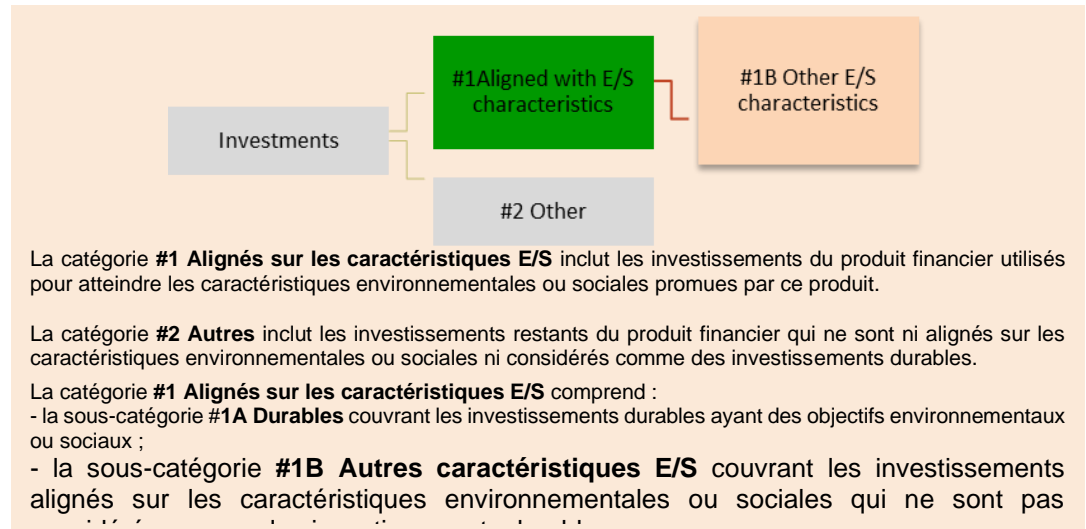 #1Aligned with E/S
characteristics
#1B Other E/S
characteristics
Investments
#2 Other
La catégorie #1 Alignés sur les caractéristiques E/S inclut les investissements du produit financier utilisés
pour atteindre les caractéristiques environnementales ou sociales promues par ce produit.
La catégorie #2 Autres inclut les investissements restants du produit financier qui ne sont ni alignés sur les
caractéristiques environnementales ou sociales ni considérés comme des investissements durables.
La catégorie #1 Alignés sur les caractéristiques E/S comprend :
- la sous-catégorie #1A Durables couvrant les investissements durables ayant des objectifs environnementaux
ou sociaux ;
- la sous-catégorie #1B Autres caractéristiques E/S couvrant les investissements
alignés sur les caractéristiques environnementales ou sociales qui ne sont pas